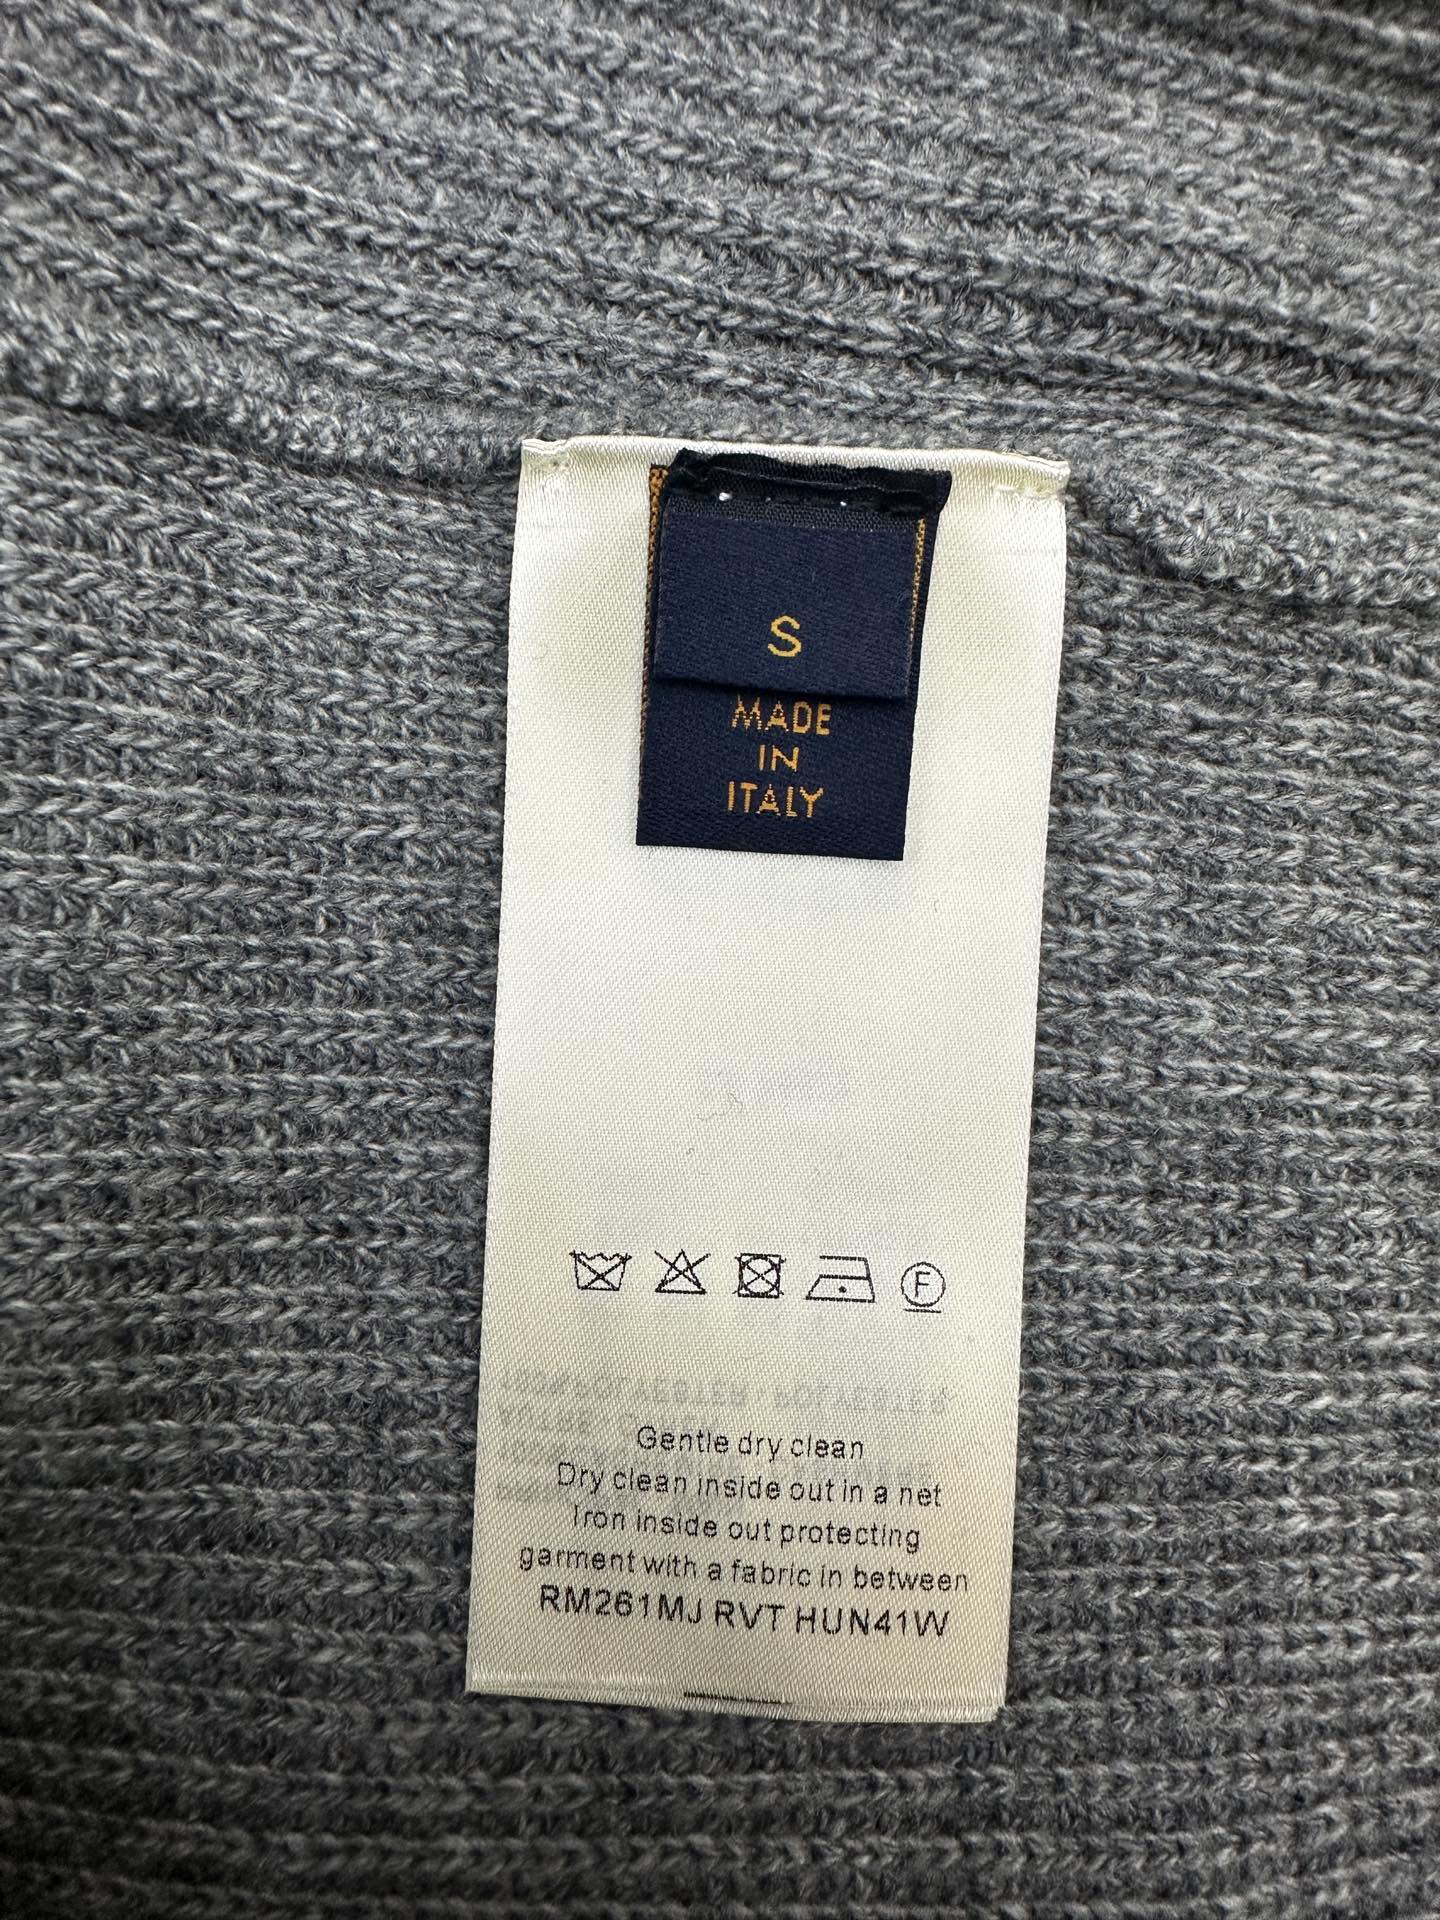 S
MADE
IN
ITALY
F
Gentle dry clean
Dry clean inside out in a net
Iron inside out protecting
garment with a fabric in between
RM261MJ RVT HUN41W